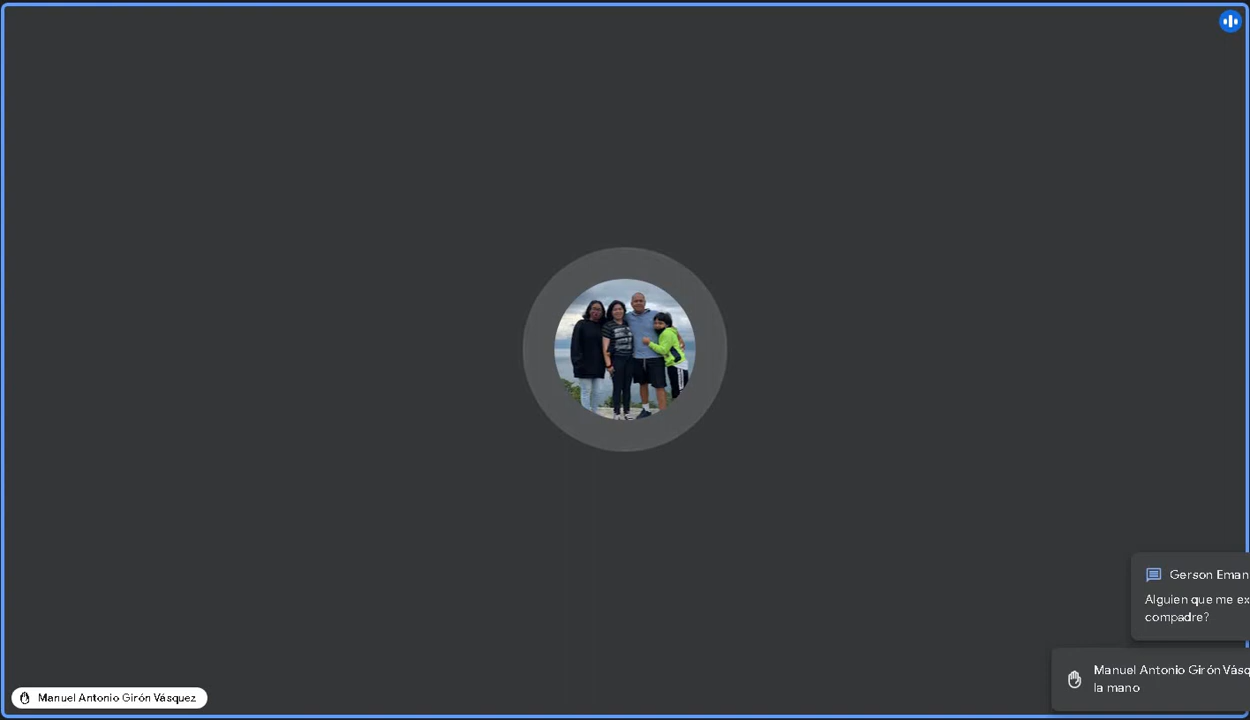 Gerson Eman
Alguien que me ex
compadre?
Manuel Antonio Girón Vásq
la mano
Manuel Antonio Girón Vásquez